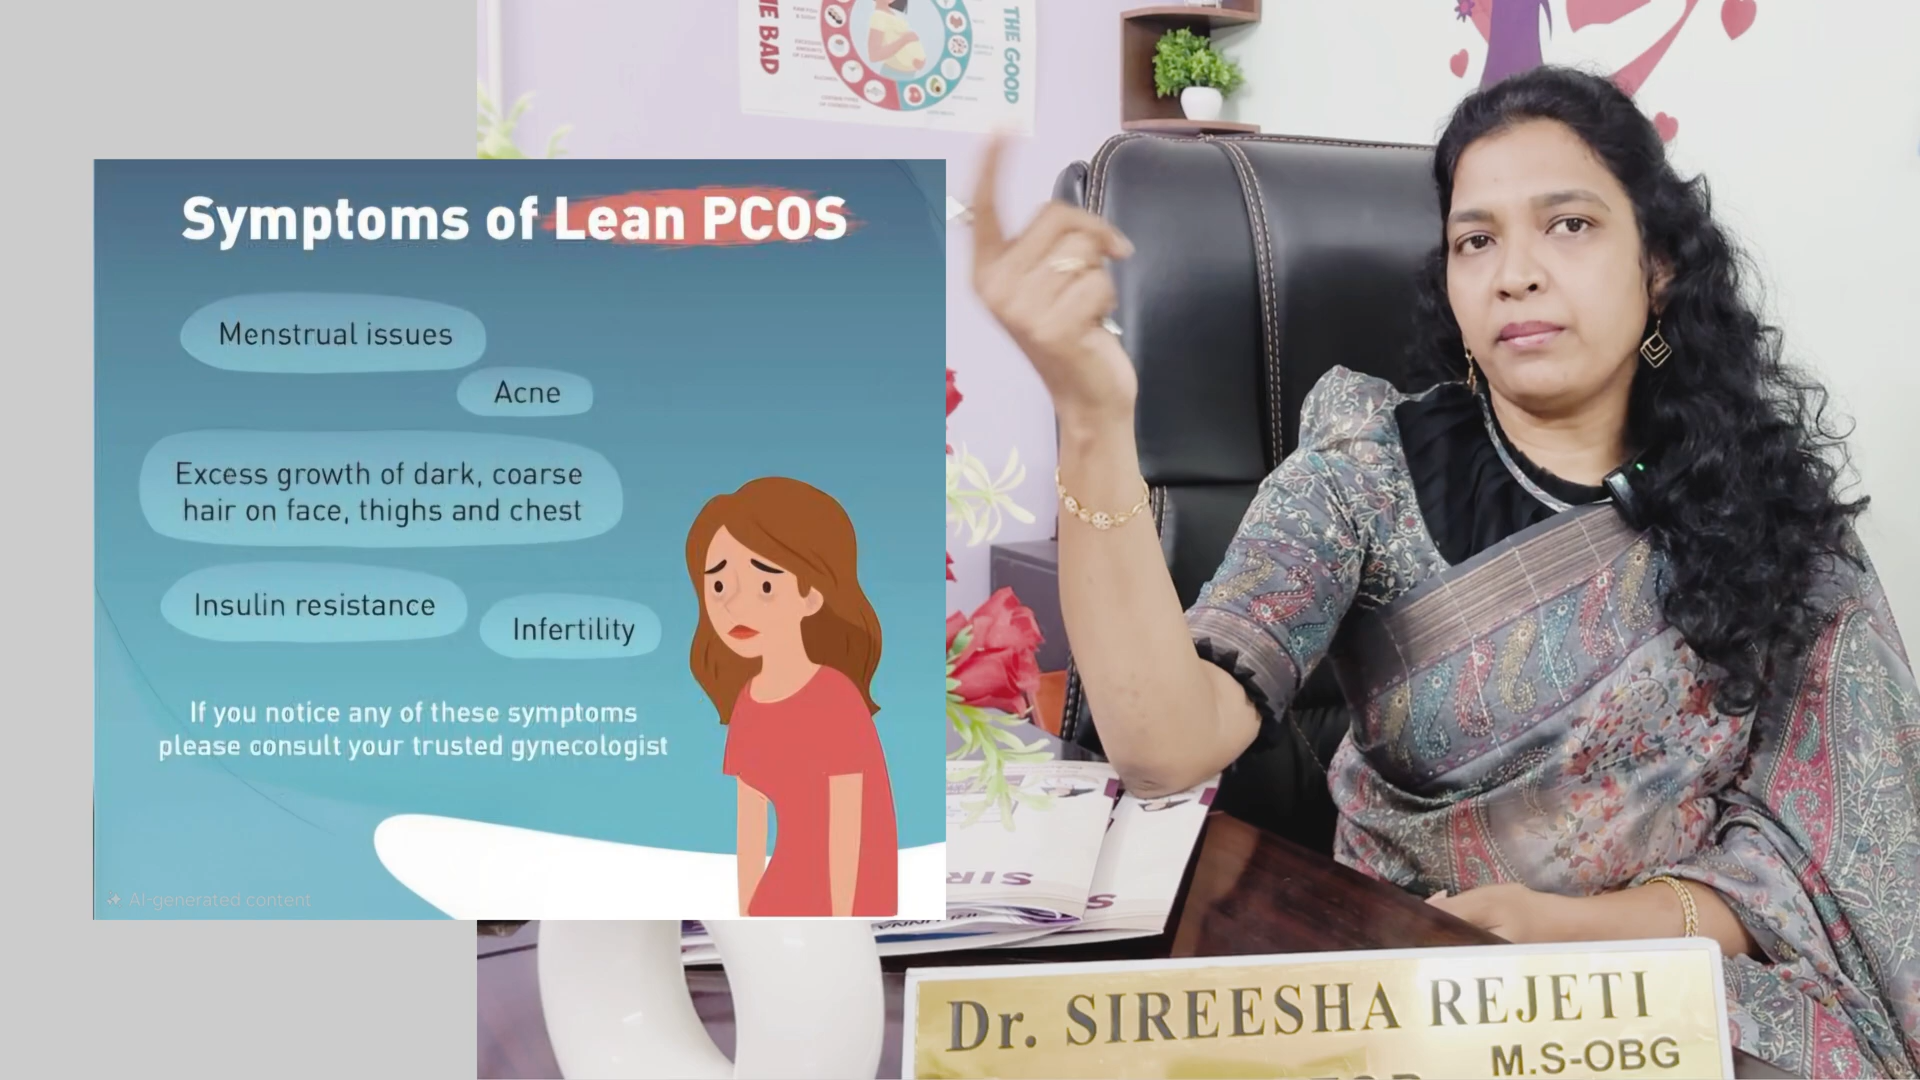 Symptoms of Lean PCOS
Menstrual issues
Acne
Excess growth of dark, coarse
hair on face, thighs and chest
Insulin resistance
Infertility
If you notice any of these symptoms
please consult your trusted gynecologist
AI-generated content
THE BAD
THE GOOD
Dr. SIREESHA REJETI
M.S-OBG